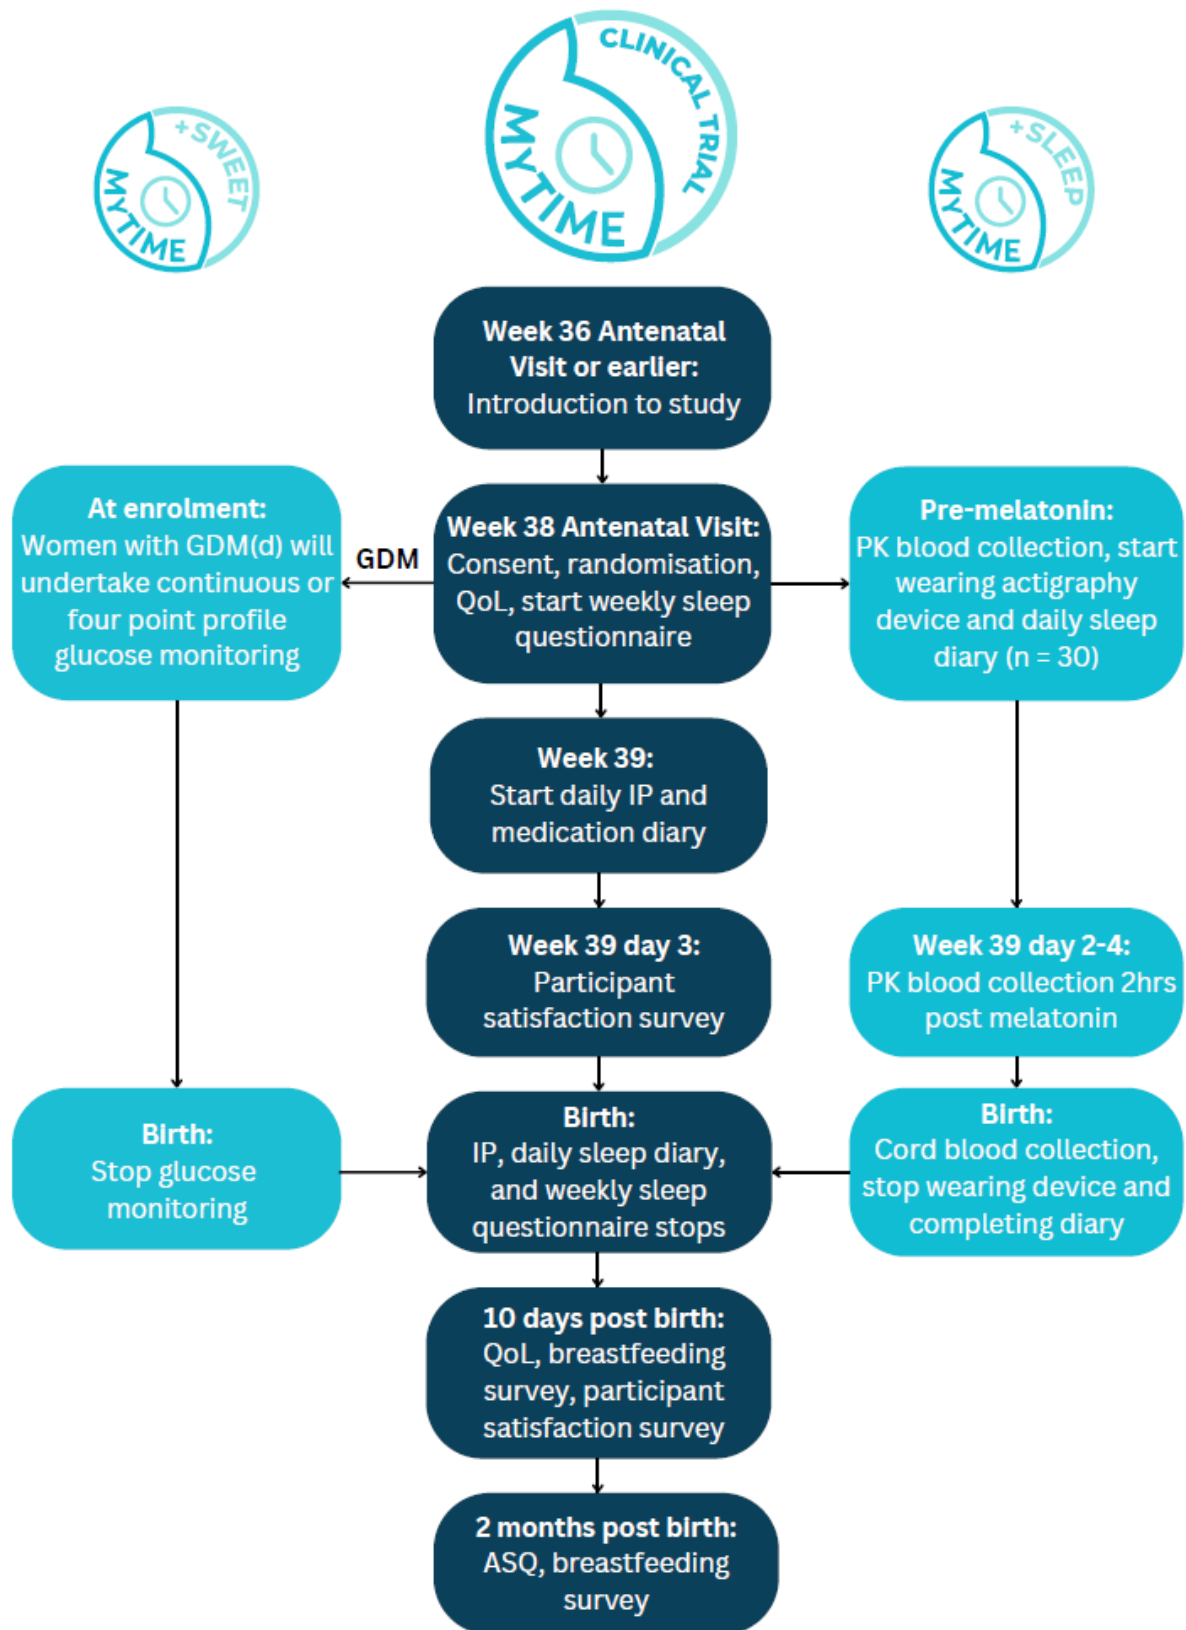 +SWEET
MYTIME
CLINICAL TRIAL
MYTIME
+SLEEP
MYTIME
Week 36 Antenatal
Visit or earlier:
Introduction to study
At enrolment:
Women with GDM(d) will
undertake continuous or
four point profile
glucose monitoring
GDM
Week 38 Antenatal Visit:
Consent, randomisation,
QoL, start weekly sleep
questionnaire
Pre-melatonin:
PK blood collection, start
wearing actigraphy
device and daily sleep
diary (n = 30)
Week 39:
Start daily IP and
medication diary
Week 39 day 3:
Participant
satisfaction survey
Week 39 day 2-4:
PK blood collection 2hrs
post melatonin
Birth:
Stop glucose
monitoring
Birth:
IP, daily sleep diary,
and weekly sleep
questionnaire stops
Birth:
Cord blood collection,
stop wearing device and
completing diary
10 days post birth:
QoL, breastfeeding
survey, participant
satisfaction survey
2 months post birth:
ASQ, breastfeeding
survey